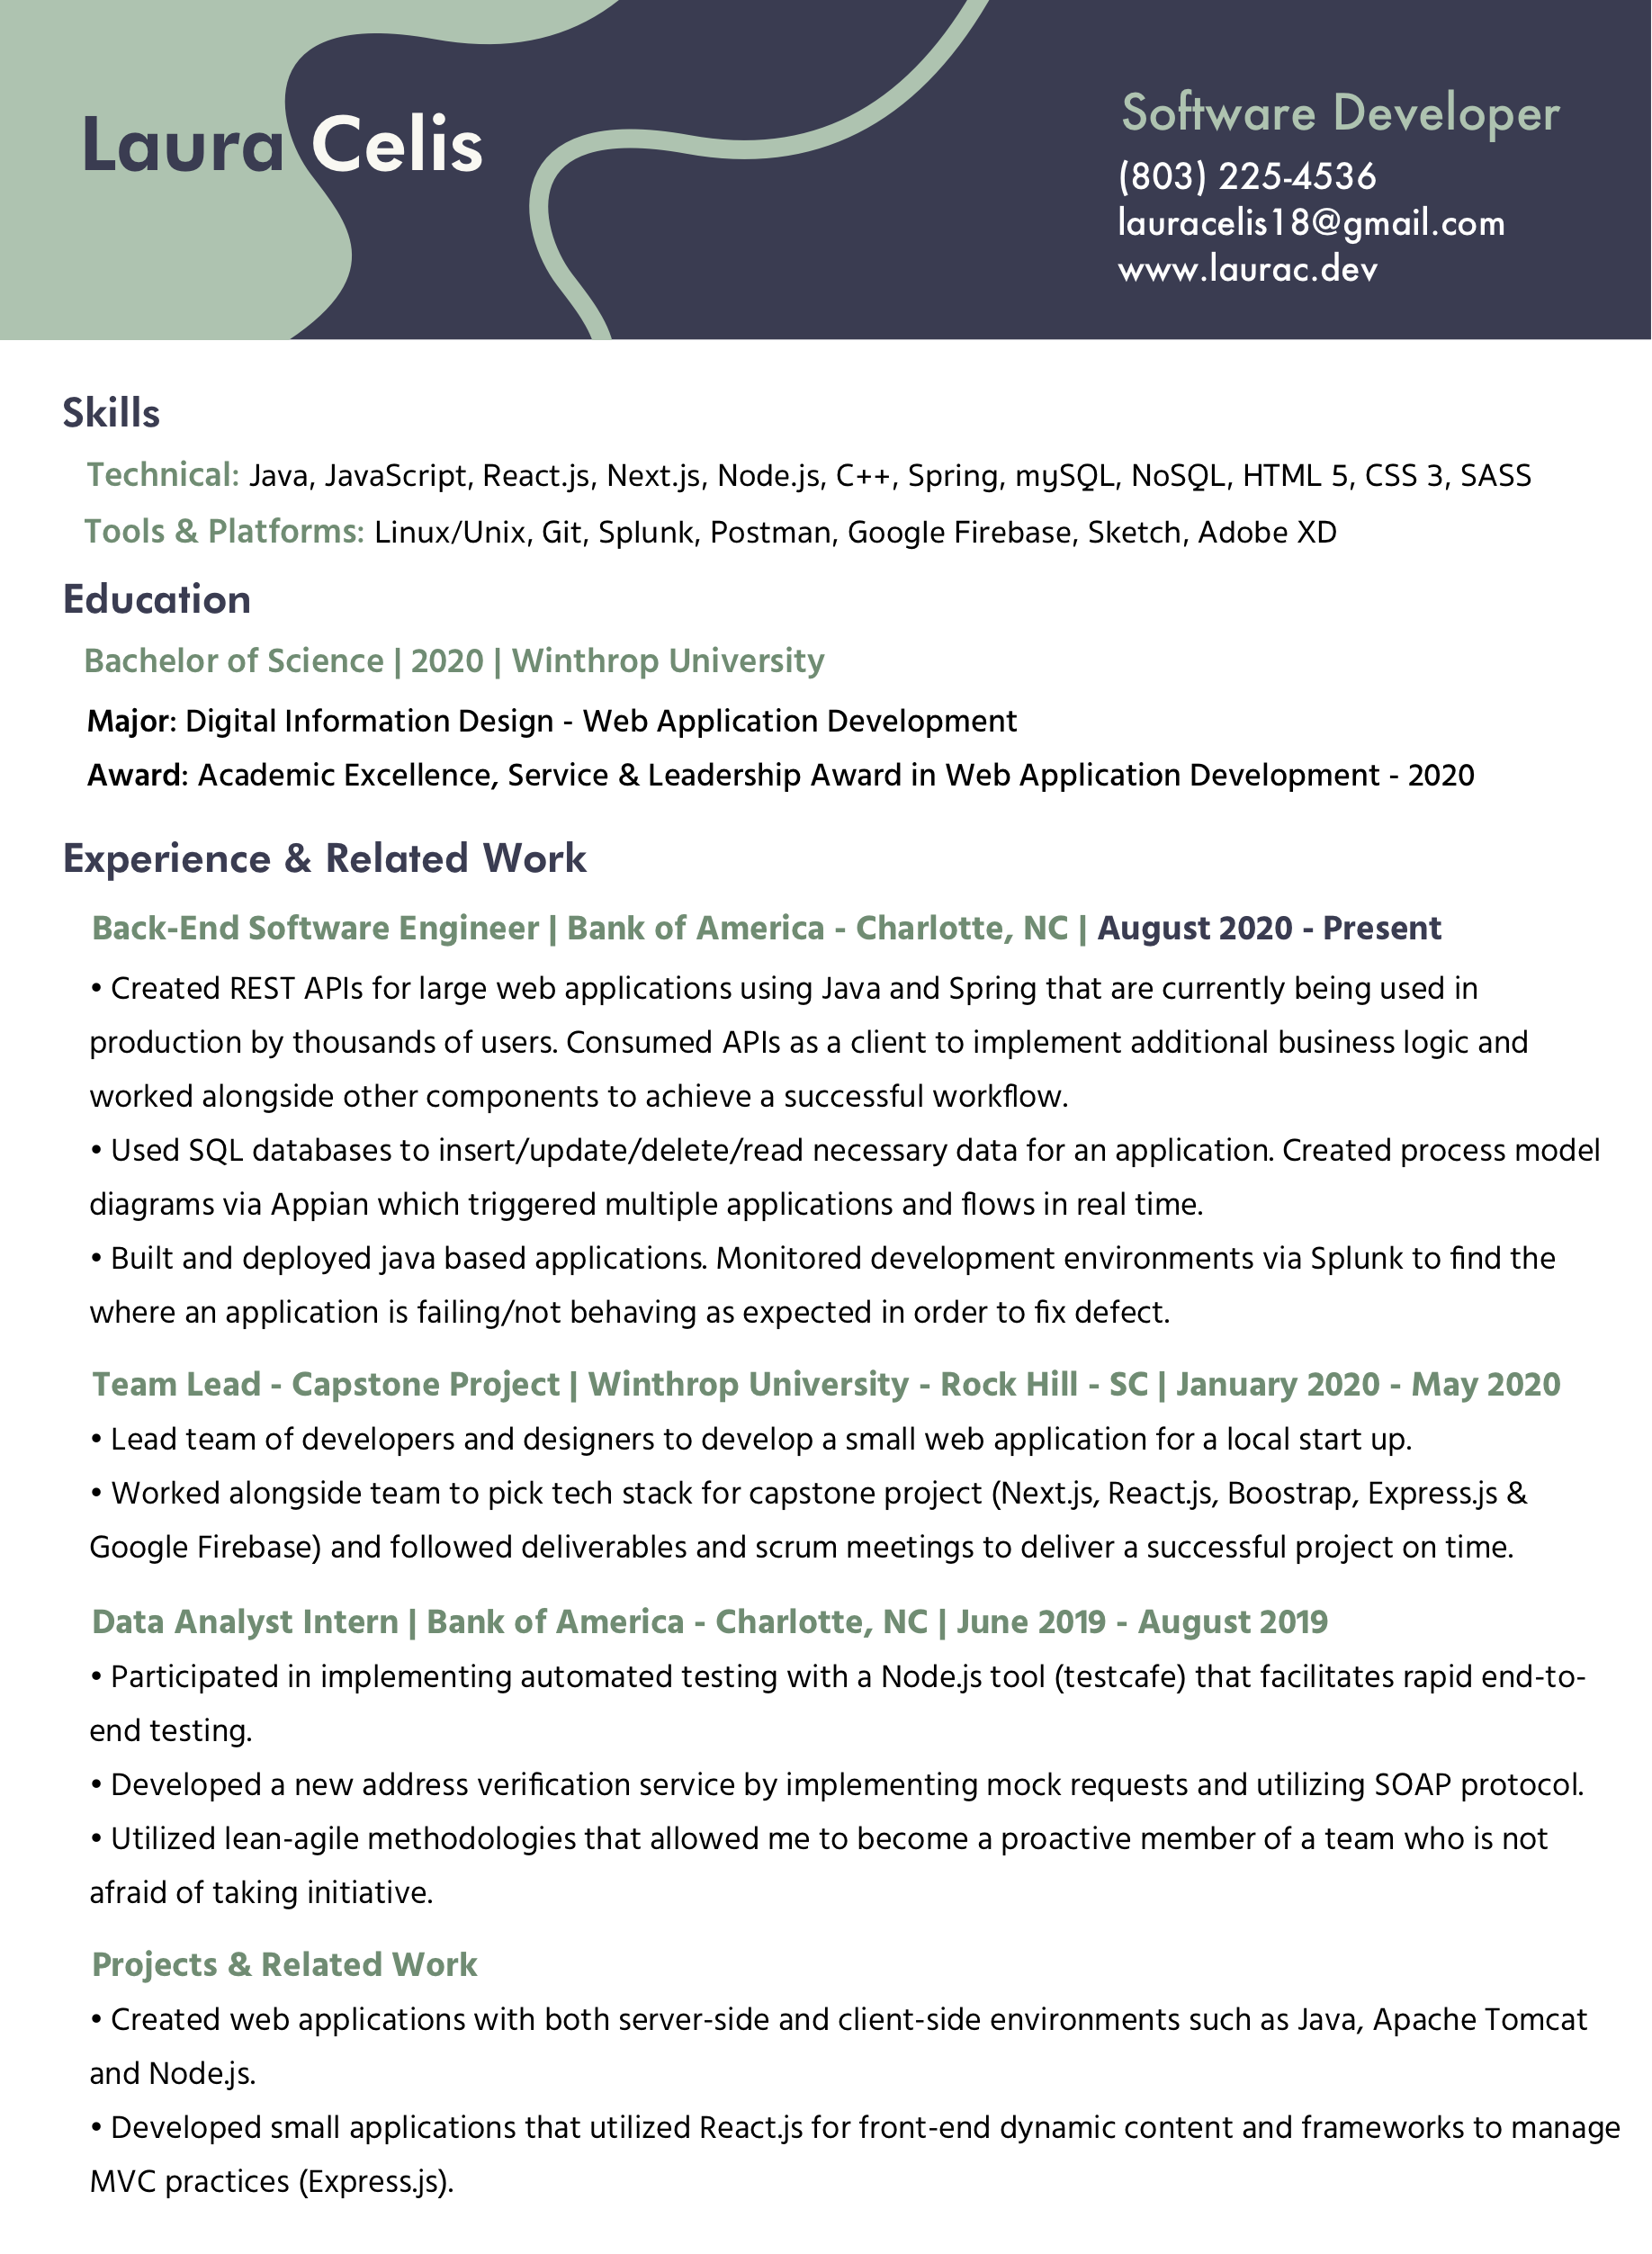 Laura Celis
Software Developer
(803) 225-4536
lauracelis18@gmail.com
www.laurac.dev
Skills
Technical: Java, JavaScript, React.js, Next.js, Node.js, C++, Spring, mySQL, NoSQL, HTML 5, CSS 3, SASS
Tools & Platforms: Linux/Unix, Git, Splunk, Postman, Google Firebase, Sketch, Adobe XD
Education
Bachelor of Science | 2020 | Winthrop University
Major: Digital Information Design - Web Application Development
Award: Academic Excellence, Service & Leadership Award in Web Application Development - 2020
Experience & Related Work
Back-End Software Engineer | Bank of America - Charlotte, NC | August 2020 - Present
• Created REST APIs for large web applications using Java and Spring that are currently being used in
production by thousands of users. Consumed APIs as a client to implement additional business logic and
worked alongside other components to achieve a successful workflow.
• Used SQL databases to insert/update/delete/read necessary data for an application. Created process model
diagrams via Appian which triggered multiple applications and flows in real time.
• Built and deployed java based applications. Monitored development environments via Splunk to find the
where an application is failing/not behaving as expected in order to fix defect.
Team Lead - Capstone Project | Winthrop University - Rock Hill - SC | January 2020 - May 2020
• Lead team of developers and designers to develop a small web application for a local start up.
• Worked alongside team to pick tech stack for capstone project (Next.js, React.js, Boostrap, Express.js &
Google Firebase) and followed deliverables and scrum meetings to deliver a successful project on time.
Data Analyst Intern | Bank of America - Charlotte, NC | June 2019 - August 2019
• Participated in implementing automated testing with a Node.js tool (testcafe) that facilitates rapid end-to-
end testing.
• Developed a new address verification service by implementing mock requests and utilizing SOAP protocol.
• Utilized lean-agile methodologies that allowed me to become a proactive member of a team who is not
afraid of taking initiative.
Projects & Related Work
• Created web applications with both server-side and client-side environments such as Java, Apache Tomcat
and Node.js.
• Developed small applications that utilized React.js for front-end dynamic content and frameworks to manage
MVC practices (Express.js).